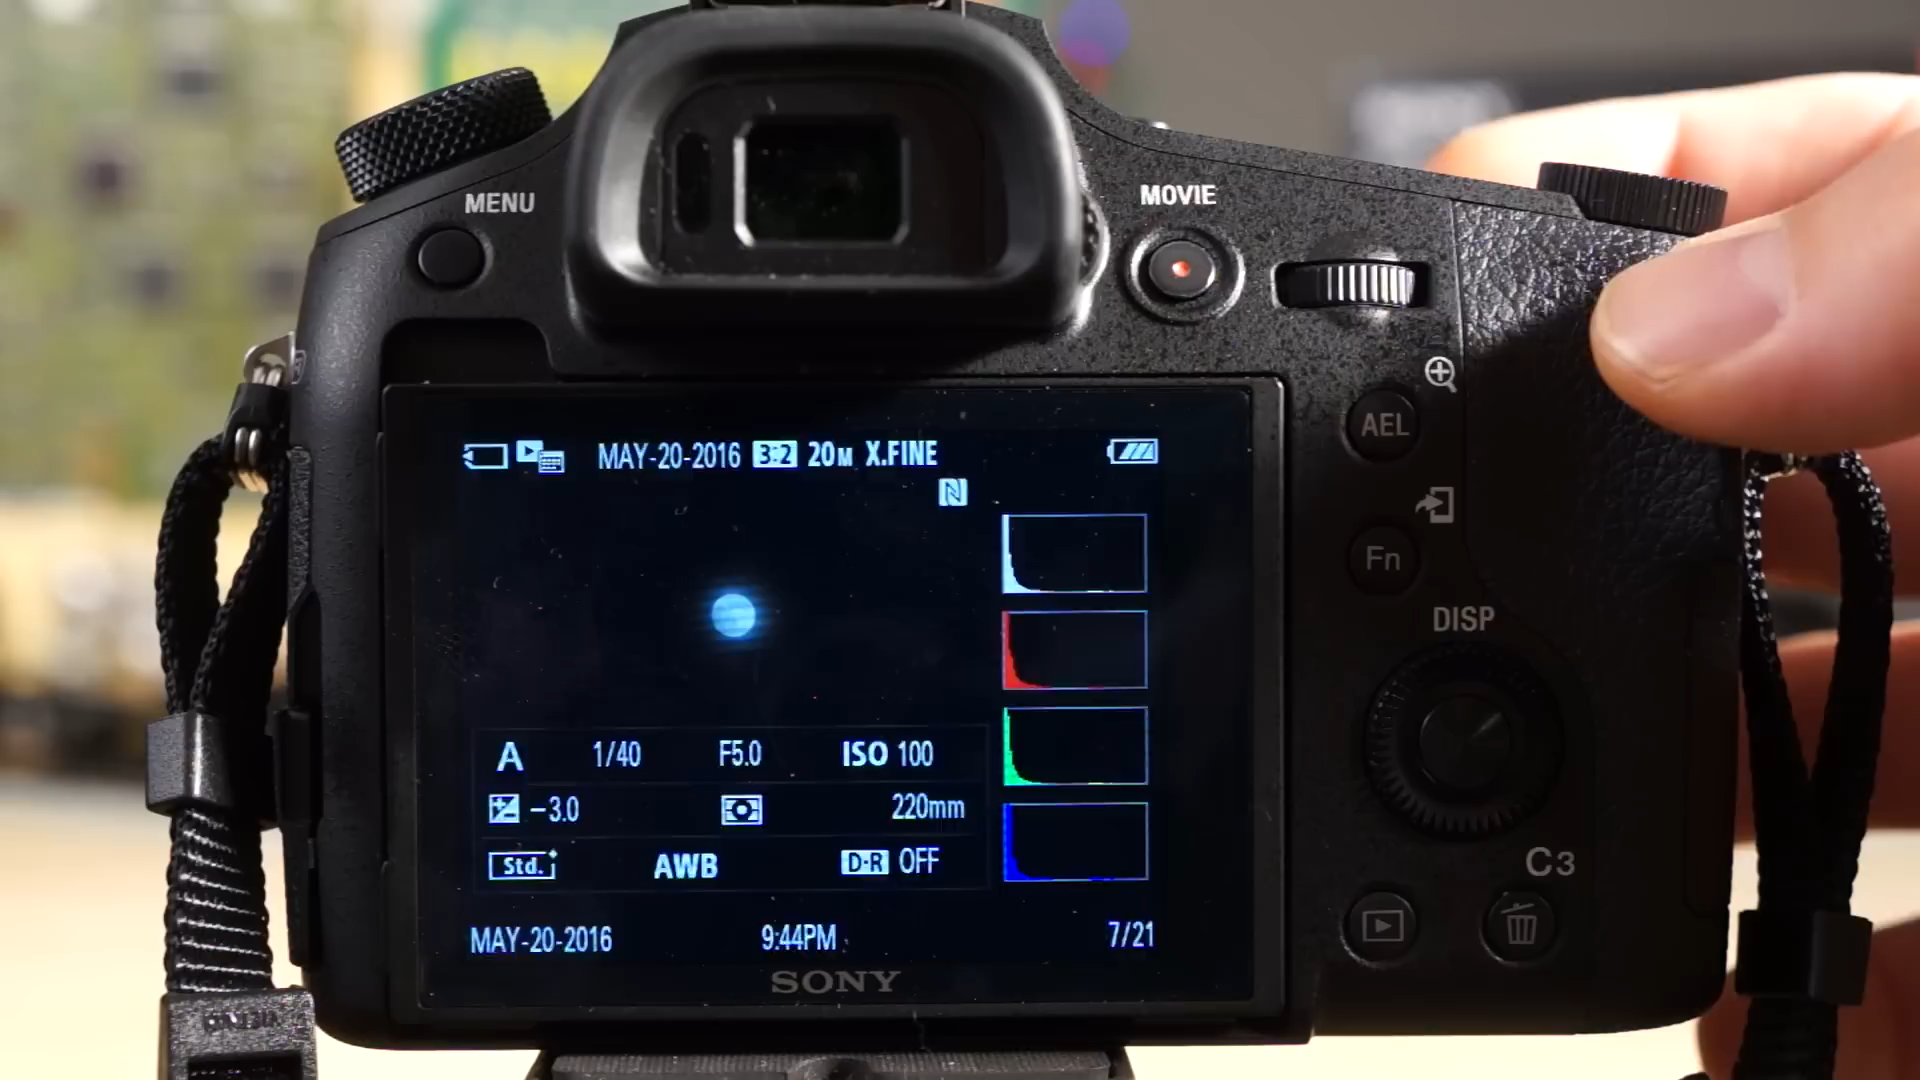 MENU
MOVIE
AEL
Fn
DISP
C3
MAY-20-2016 3:2 20M X.FINE
N
A 1/40 F5.0 ISO 100
−3.0 220mm
Std. AWB D-R OFF
MAY-20-2016 9:44PM 7/21
SONY